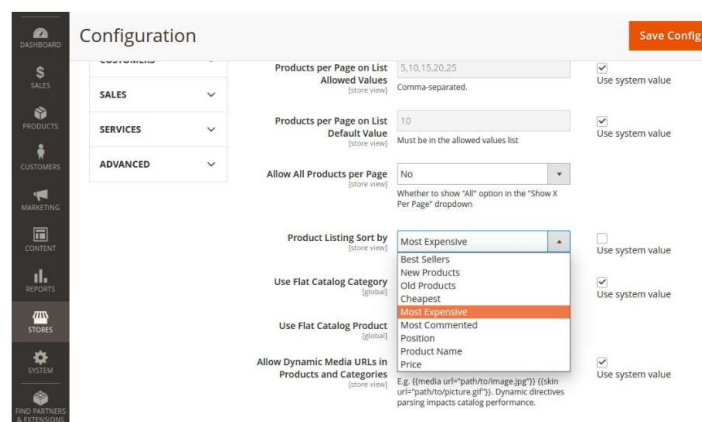 DASHBOARD
SALES
PRODUCTS
CUSTOMERS
MARKETING
CONTENT
REPORTS
STORES
SYSTEM
FIND PARTNERS
& EXTENSIONS
Configuration
Save Config
CUSTOMERS
SALES
SERVICES
ADVANCED
Products per Page on List
Allowed Values
[store view]
5,10,15,20,25
Comma-separated.
Use system value
Products per Page on List
Default Value
[store view]
10
Must be in the allowed values list
Use system value
Allow All Products per Page
[store view]
No
Whether to show "All" option in the "Show X
Per Page" dropdown
Product Listing Sort by
[store view]
Most Expensive
Use system value
Best Sellers
New Products
Old Products
Cheapest
Most Expensive
Most Commented
Position
Product Name
Price
Use Flat Catalog Category
[global]
Use system value
Use Flat Catalog Product
[global]
Allow Dynamic Media URLs in
Products and Categories
[store view]
E.g. {{media url="path/to/image.jpg"}} {{skin
url="path/to/picture.gif"}}. Dynamic directives
parsing impacts catalog performance.
Use system value